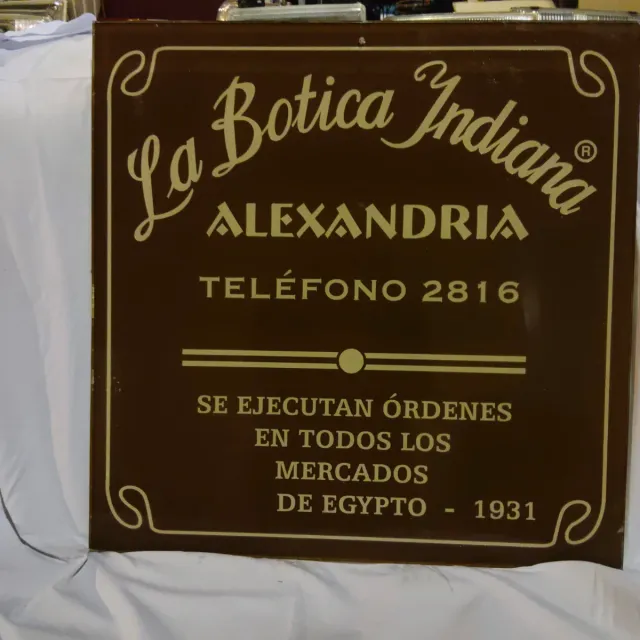 La Botica Indiana ®
ALEXANDRIA
TELÉFONO 2816
SE EJECUTAN ÓRDENES
EN TODOS LOS
MERCADOS
DE EGYPTO - 1931